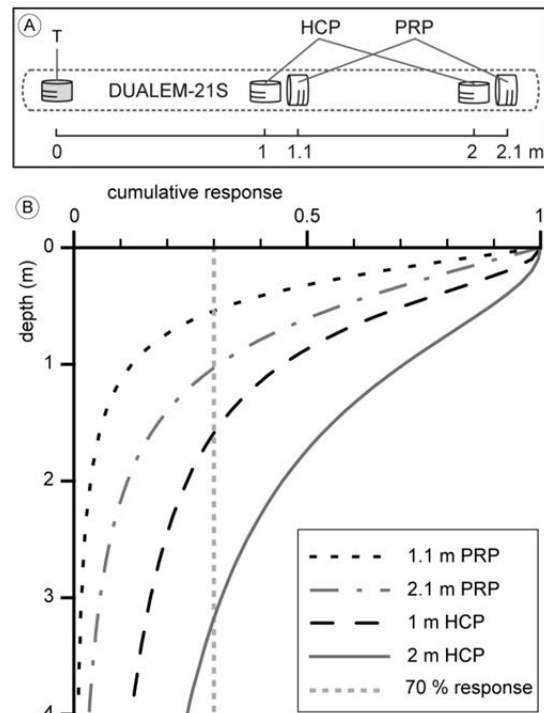 A
T
HCP
PRP
DUALEM-21S
0
1
1.1
2
2.1 m
B
cumulative response
0
0.5
1
depth (m)
0
1
2
3
4
1.1 m PRP
2.1 m PRP
1 m HCP
2 m HCP
70 % response